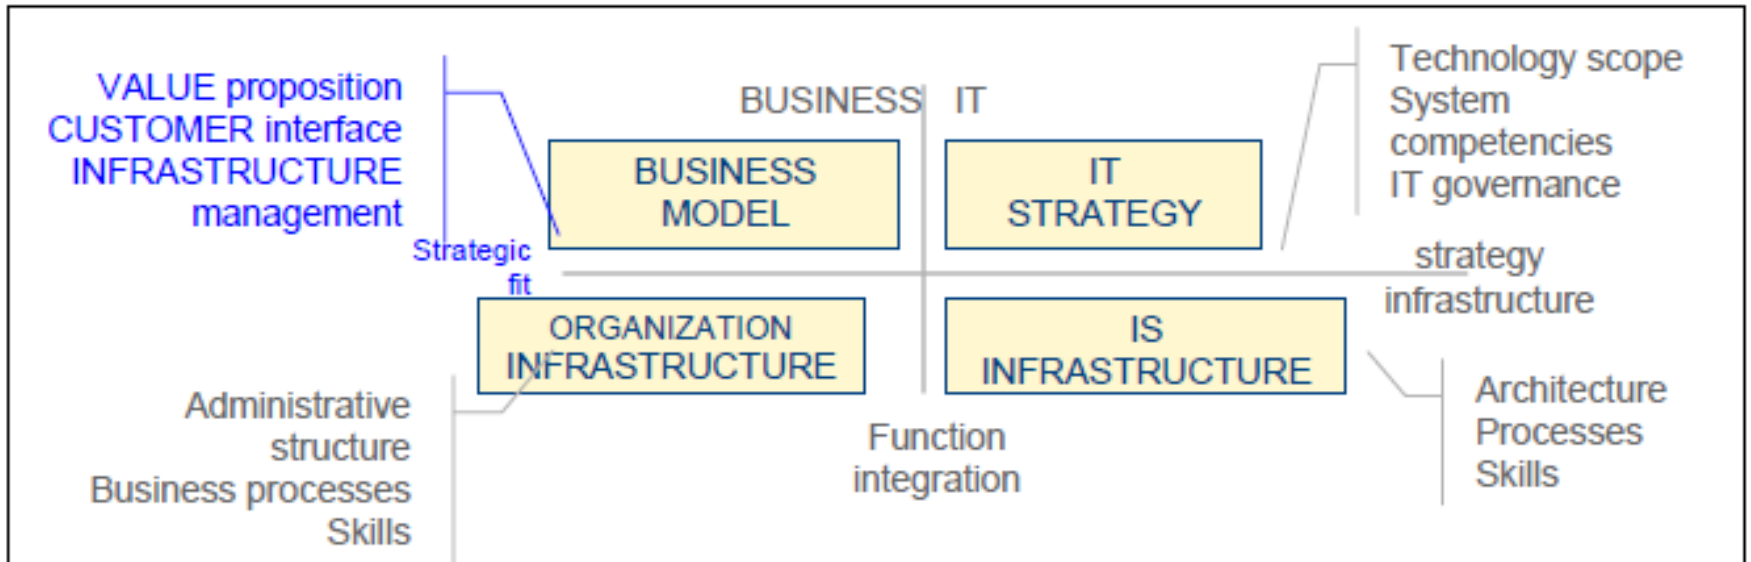 VALUE proposition
CUSTOMER interface
INFRASTRUCTURE
management
BUSINESS
IT
Technology scope
System
competencies
IT governance
BUSINESS
MODEL
IT
STRATEGY
Strategic
fit
strategy
infrastructure
ORGANIZATION
INFRASTRUCTURE
IS
INFRASTRUCTURE
Administrative
structure
Business processes
Skills
Function
integration
Architecture
Processes
Skills